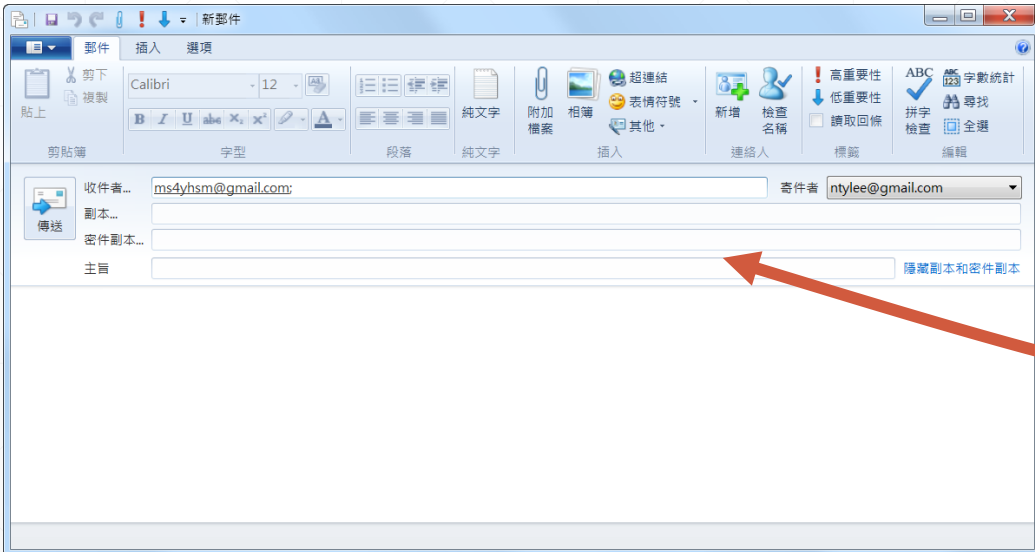 新郵件
郵件 插入 選項
剪下
複製
貼上
剪貼簿
Calibri 12
B I U abc X₂ X² A
字型
段落
純文字
純文字
附加檔案
相簿
超連結
表情符號
其他
插入
新增
檢查名稱
連絡人
高重要性
低重要性
讀取回條
標籤
ABC
拼字檢查
ABC 123 字數統計
尋找
全選
編輯
傳送
收件者... ms4yhsm@gmail.com; 寄件者 ntylee@gmail.com
副本...
密件副本...
主旨 隱藏副本和密件副本